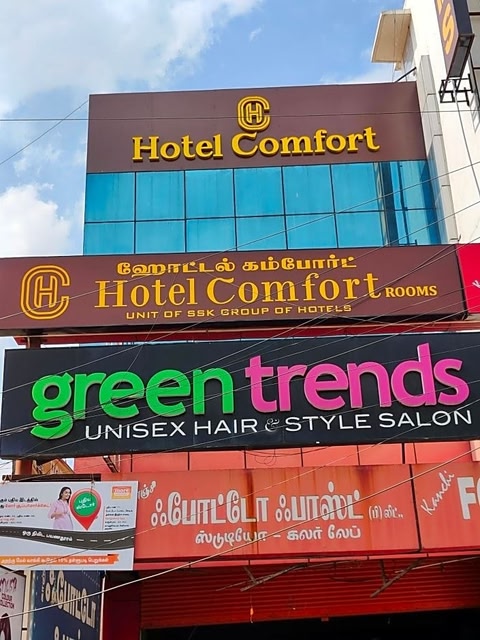 Hotel Comfort
ஹோட்டல் கம்போர்ட்
Hotel Comfort ROOMS
UNIT OF SSK GROUP OF HOTELS
green trends
UNISEX HAIR & STYLE SALON
ஃபோட்டோ ஃபாஸ்ட் (பி) லிட்..
ஸ்டுடியோ - கலர் லேப்
Kanchi